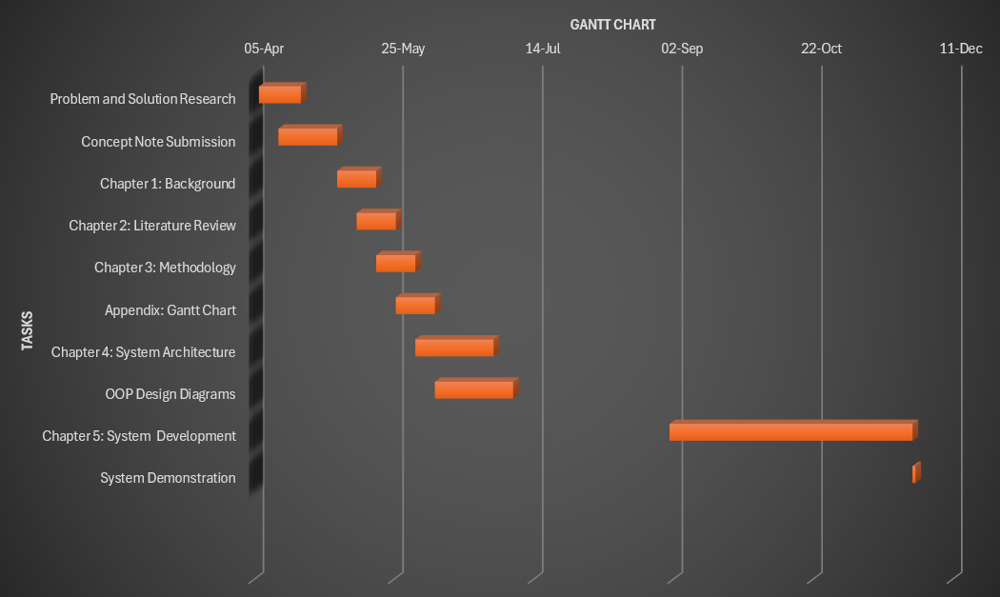 GANTT CHART
05-Apr 25-May 14-Jul 02-Sep 22-Oct 11-Dec
TASKS
Problem and Solution Research
Concept Note Submission
Chapter 1: Background
Chapter 2: Literature Review
Chapter 3: Methodology
Appendix: Gantt Chart
Chapter 4: System Architecture
OOP Design Diagrams
Chapter 5: System  Development
System Demonstration